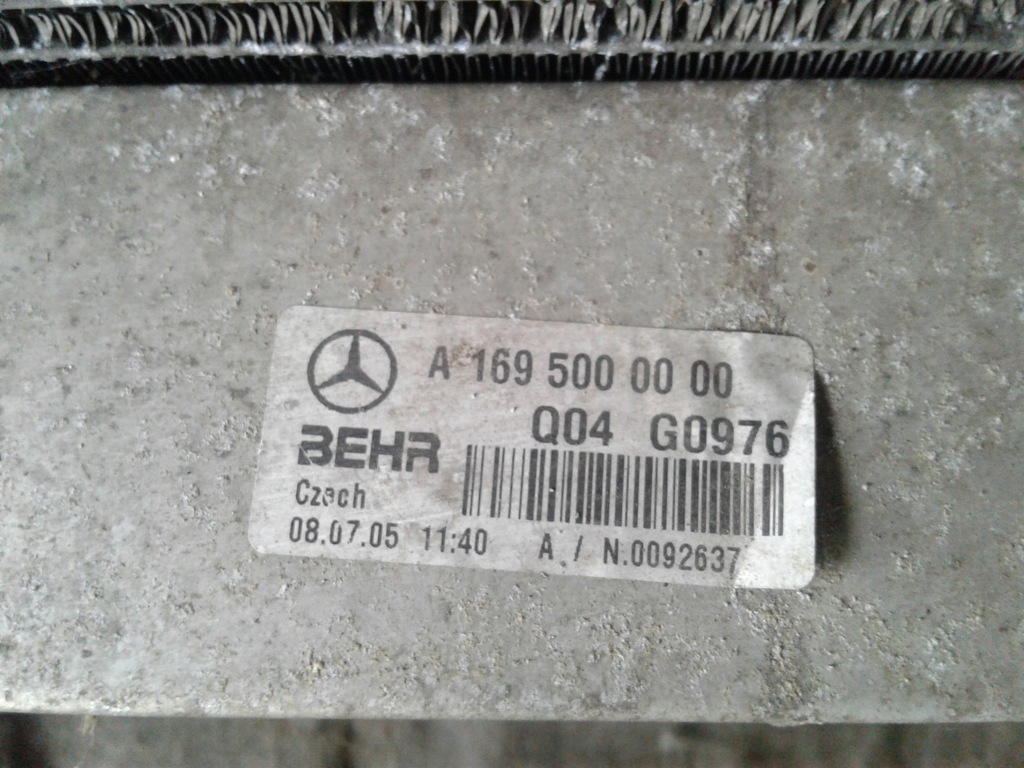 A 169 500 00 00
Q04 G0976
BEHR
Czech
08.07.05 11:40 A / N.0092637